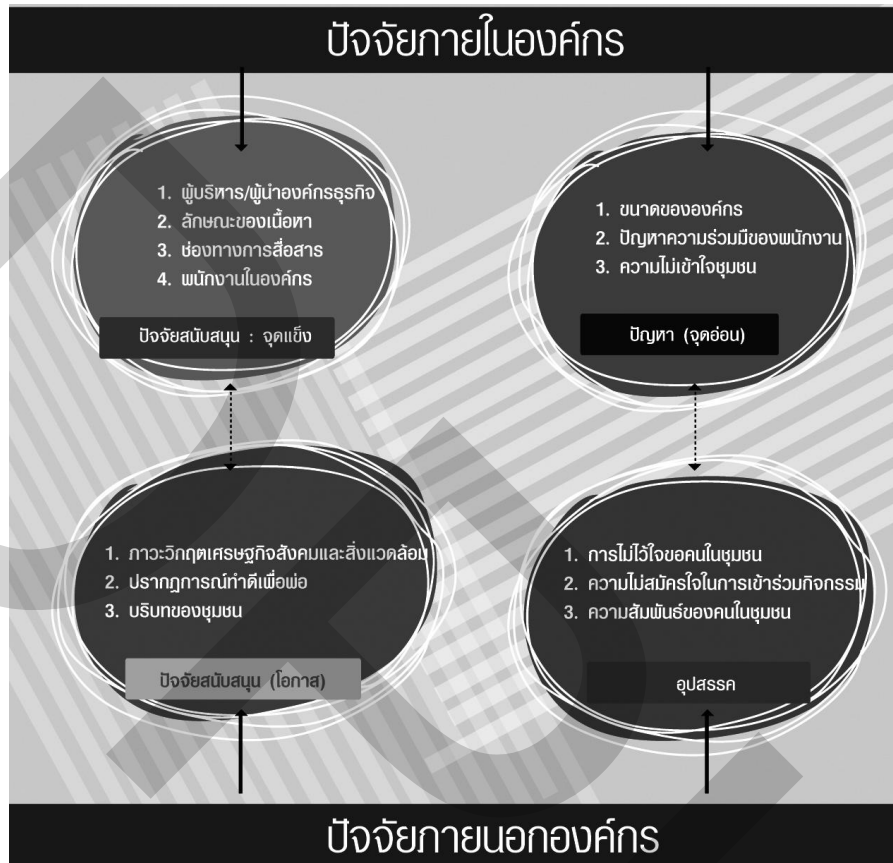 ปัจจัยภายในองค์กร
1. ผู้บริหาร/ผู้นำองค์กรธุรกิจ
2. ลักษณะของเนื้อหา
3. ช่องทางการสื่อสาร
4. พนักงานในองค์กร
ปัจจัยสนับสนุน : จุดแข็ง
1. ขนาดขององค์กร
2. ปัญหาความร่วมมือของพนักงาน
3. ความไม่เข้าใจชุมชน
ปัญหา (จุดอ่อน)
1. ภาวะวิกฤตเศรษฐกิจสังคมและสิ่งแวดล้อม
2. ปรากฏการณ์ทำดีเพื่อพ่อ
3. บริบทของชุมชน
ปัจจัยสนับสนุน (โอกาส)
1. การไม่ไว้ใจขอคนในชุมชน
2. ความไม่สมัครใจในการเข้าร่วมกิจกรรม
3. ความสัมพันธ์ของคนในชุมชน
อุปสรรค
ปัจจัยภายนอกองค์กร